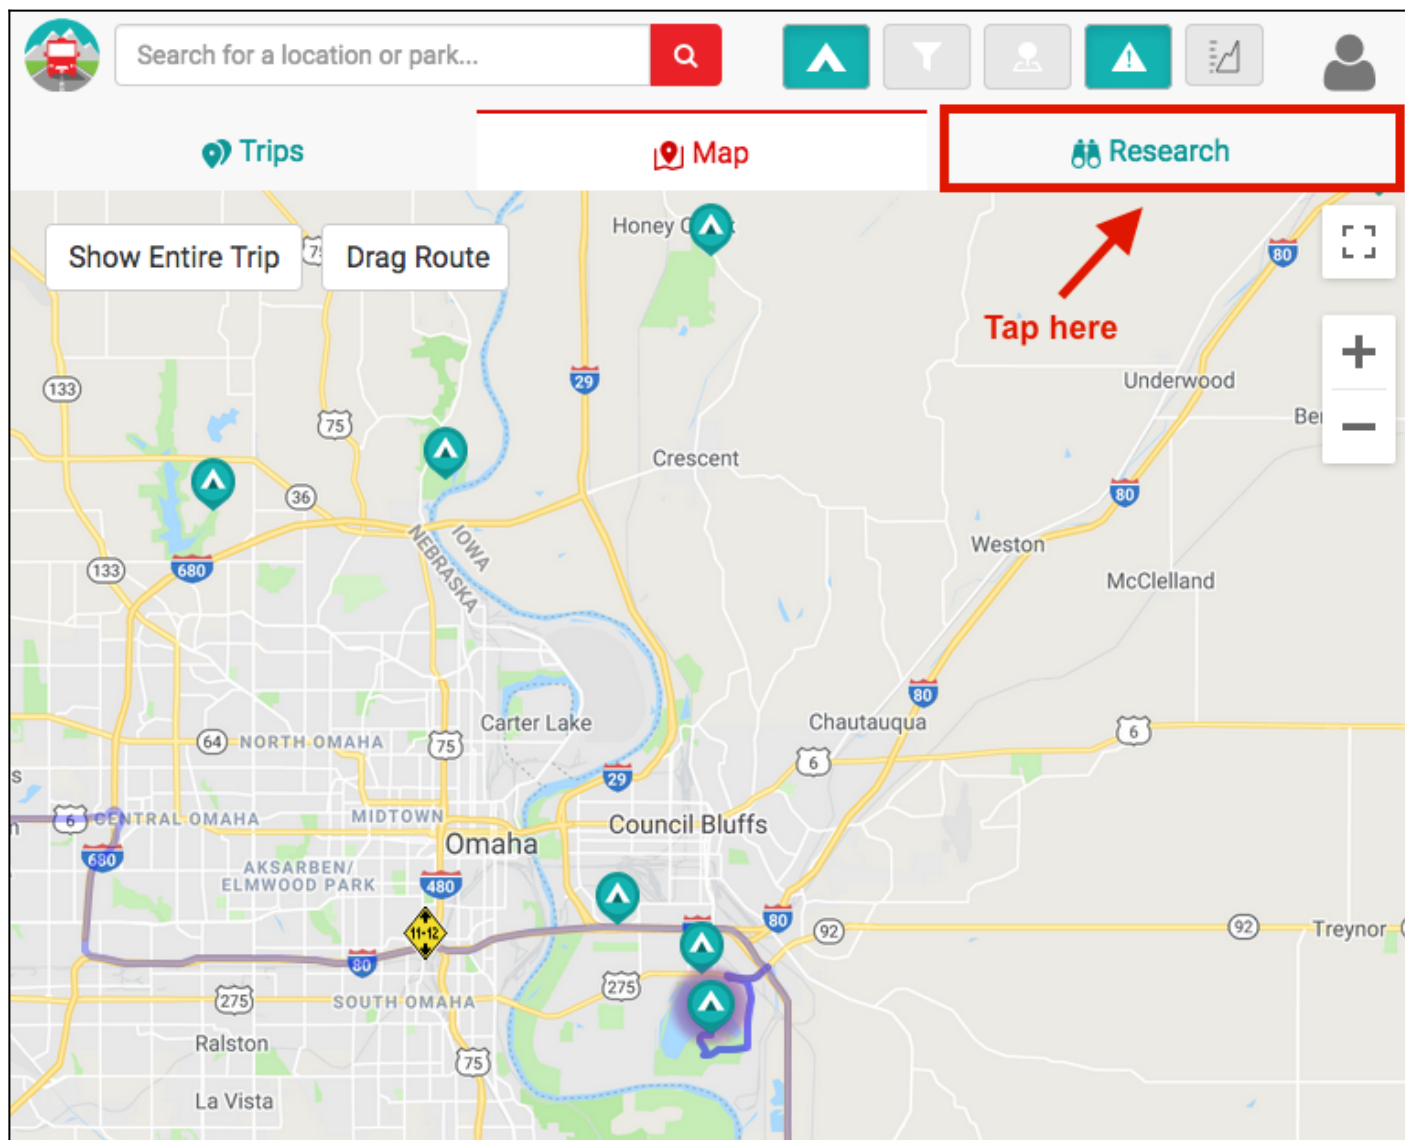 Search for a location or park...
Trips
Map
Research
Show Entire Trip
Drag Route
Tap here
Honey
80
29
133
75
Underwood
Crescent
36
80
IOWA
NEBRASKA
Weston
133
680
McClelland
80
Carter Lake
Chautauqua
64
NORTH OMAHA
75
6
6
29
6
CENTRAL OMAHA
MIDTOWN
Council Bluffs
Omaha
680
AKSARBEN/
ELMWOOD PARK
480
11-12
80
92
92
Treynor
80
275
SOUTH OMAHA
275
Ralston
75
La Vista